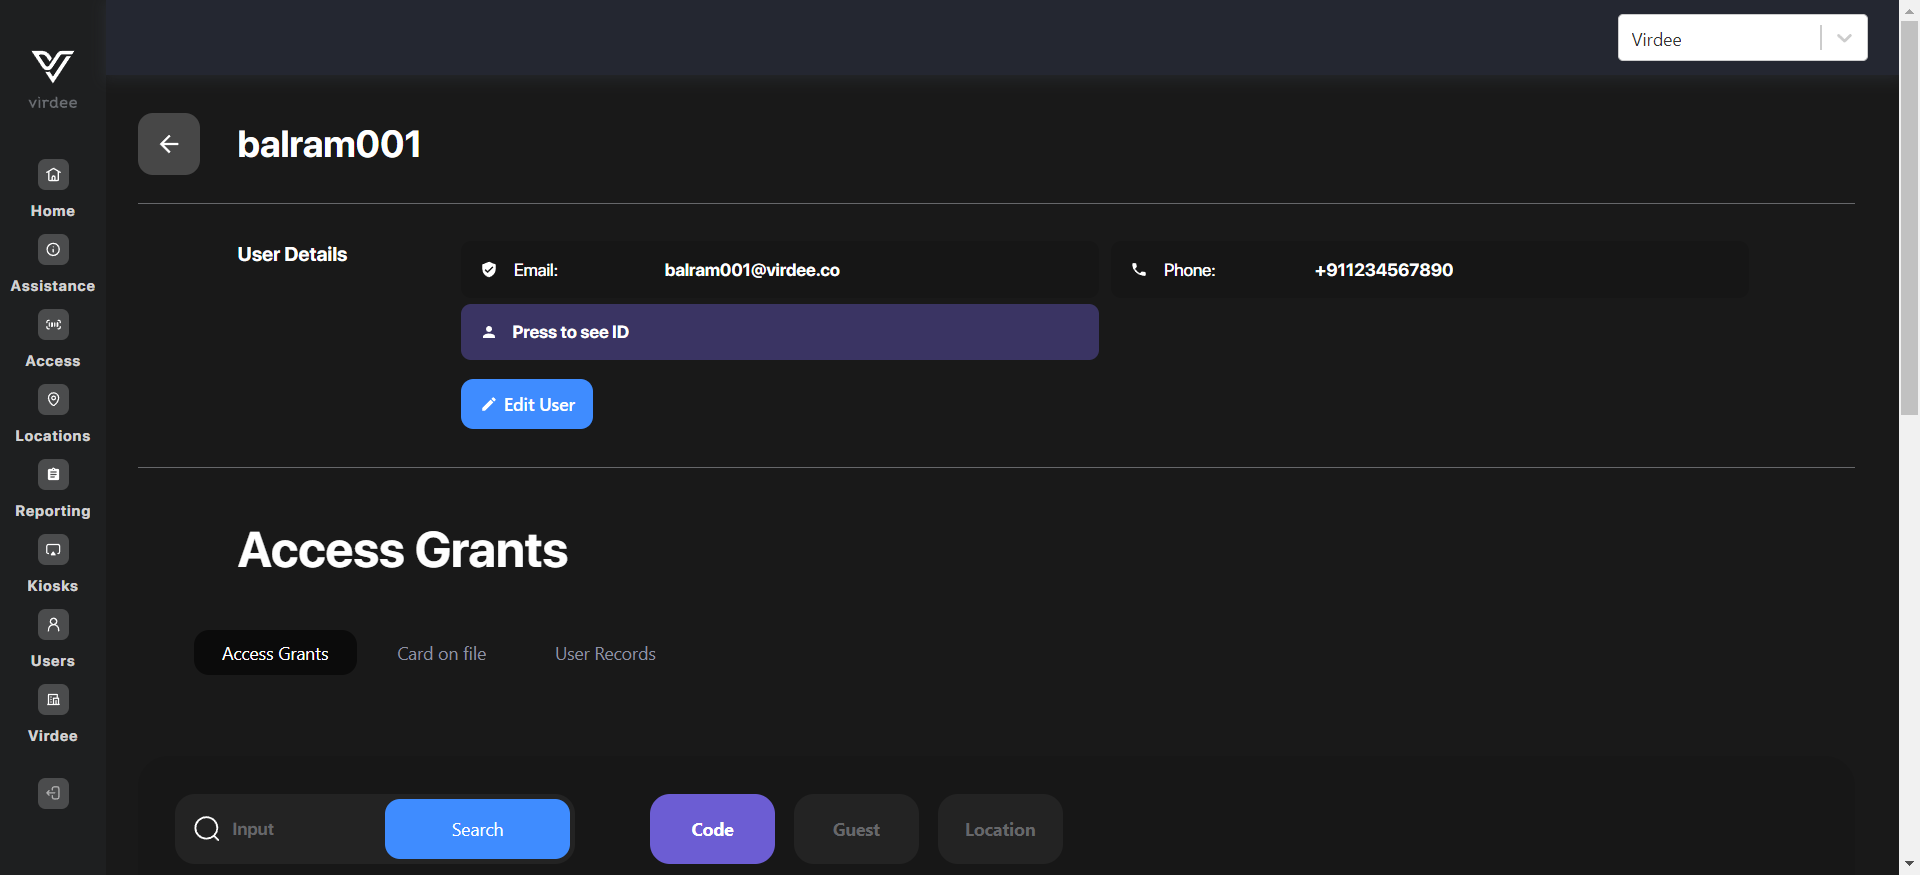 Virdee
virdee
balram001
Home
User Details
Email:
balram001@virdee.co
Phone:
+911234567890
Assistance
Press to see ID
Access
Edit User
Locations
Reporting
Access Grants
Kiosks
Access Grants
Card on file
User Records
Users
Virdee
Input
Search
Code
Guest
Location